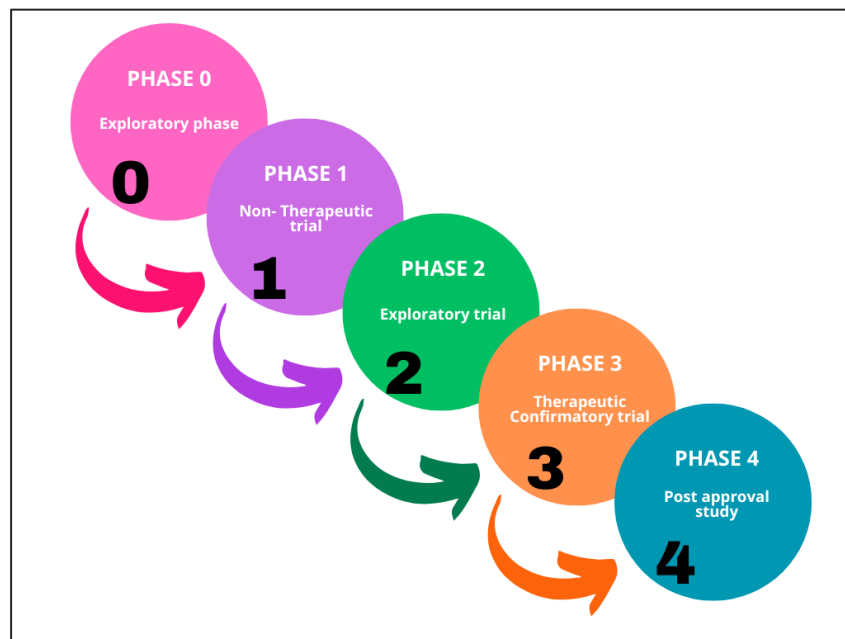 PHASE 0
Exploratory phase
0
PHASE 1
Non- Therapeutic
trial
1
PHASE 2
Exploratory trial
2
PHASE 3
Therapeutic
Confirmatory trial
3
PHASE 4
Post approval
study
4